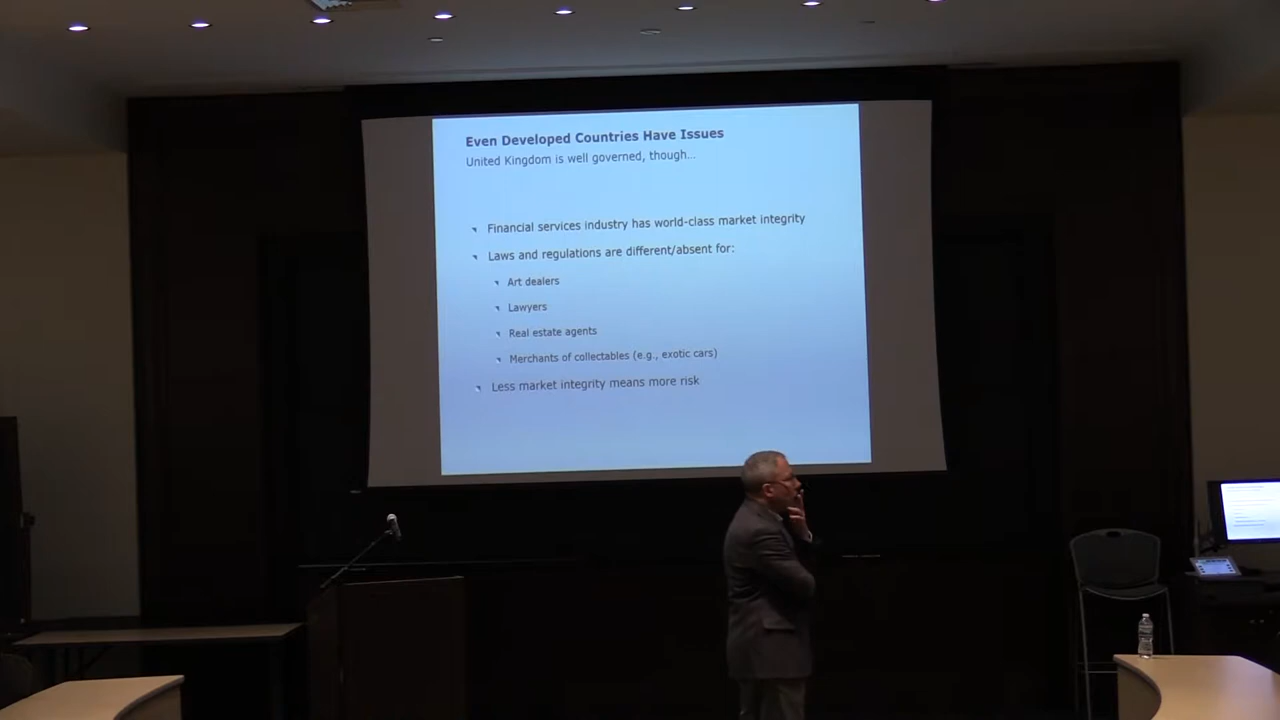 Even Developed Countries Have Issues
United Kingdom is well governed, though...
Financial services industry has world-class market integrity
Laws and regulations are different/absent for:
Art dealers
Lawyers
Real estate agents
Merchants of collectables (e.g., exotic cars)
Less market integrity means more risk